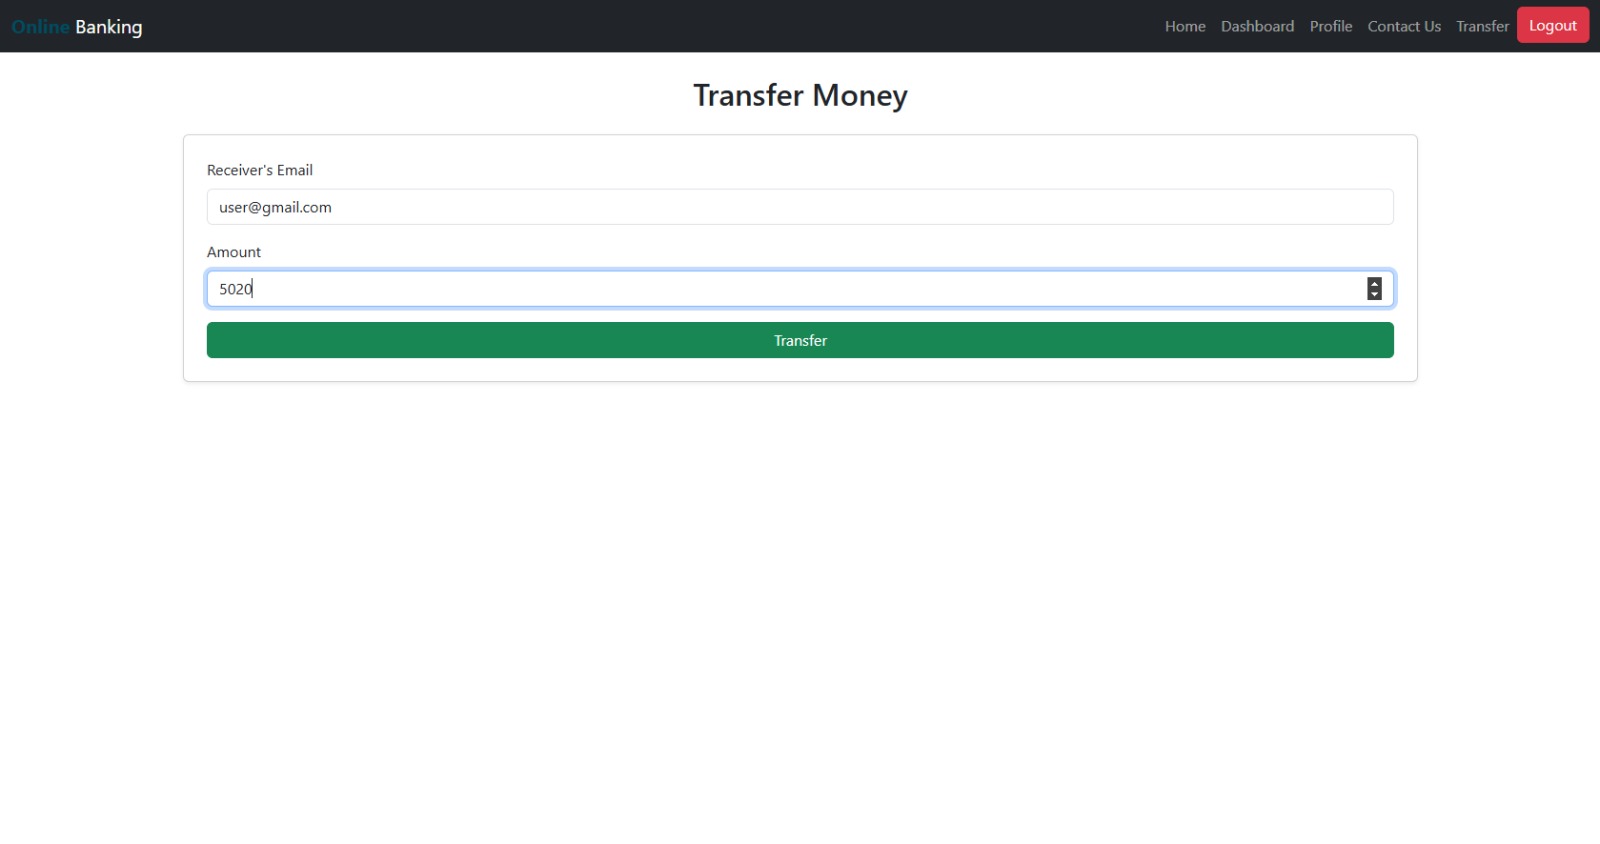 Online Banking
Home Dashboard Profile Contact Us Transfer Logout
Transfer Money
Receiver's Email
user@gmail.com
Amount
5020
Transfer